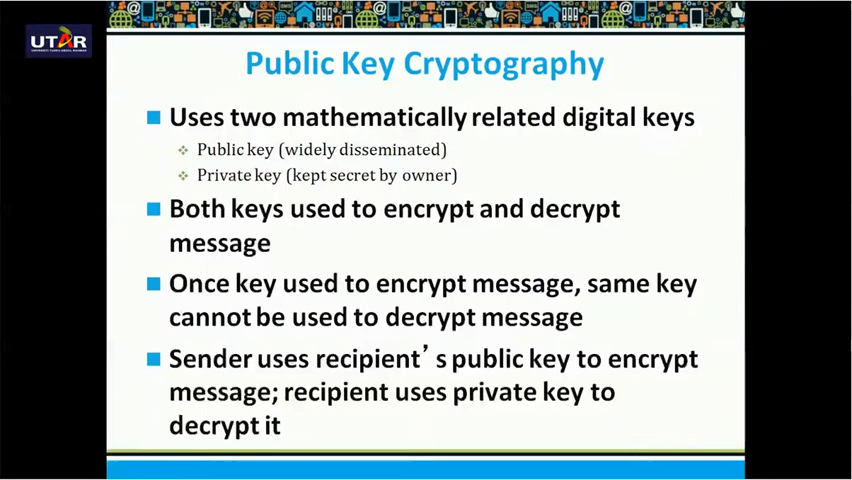 UTAR
Public Key Cryptography
Uses two mathematically related digital keys
Public key (widely disseminated)
Private key (kept secret by owner)
Both keys used to encrypt and decrypt
message
Once key used to encrypt message, same key
cannot be used to decrypt message
Sender uses recipient’s public key to encrypt
message; recipient uses private key to
decrypt it